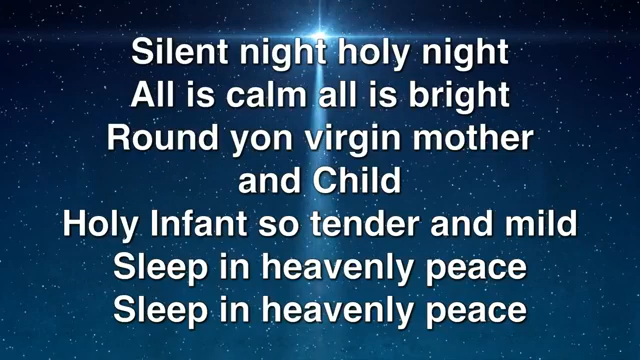 Silent night holy night
All is calm all is bright
Round yon virgin mother
and Child
Holy Infant so tender and mild
Sleep in heavenly peace
Sleep in heavenly peace